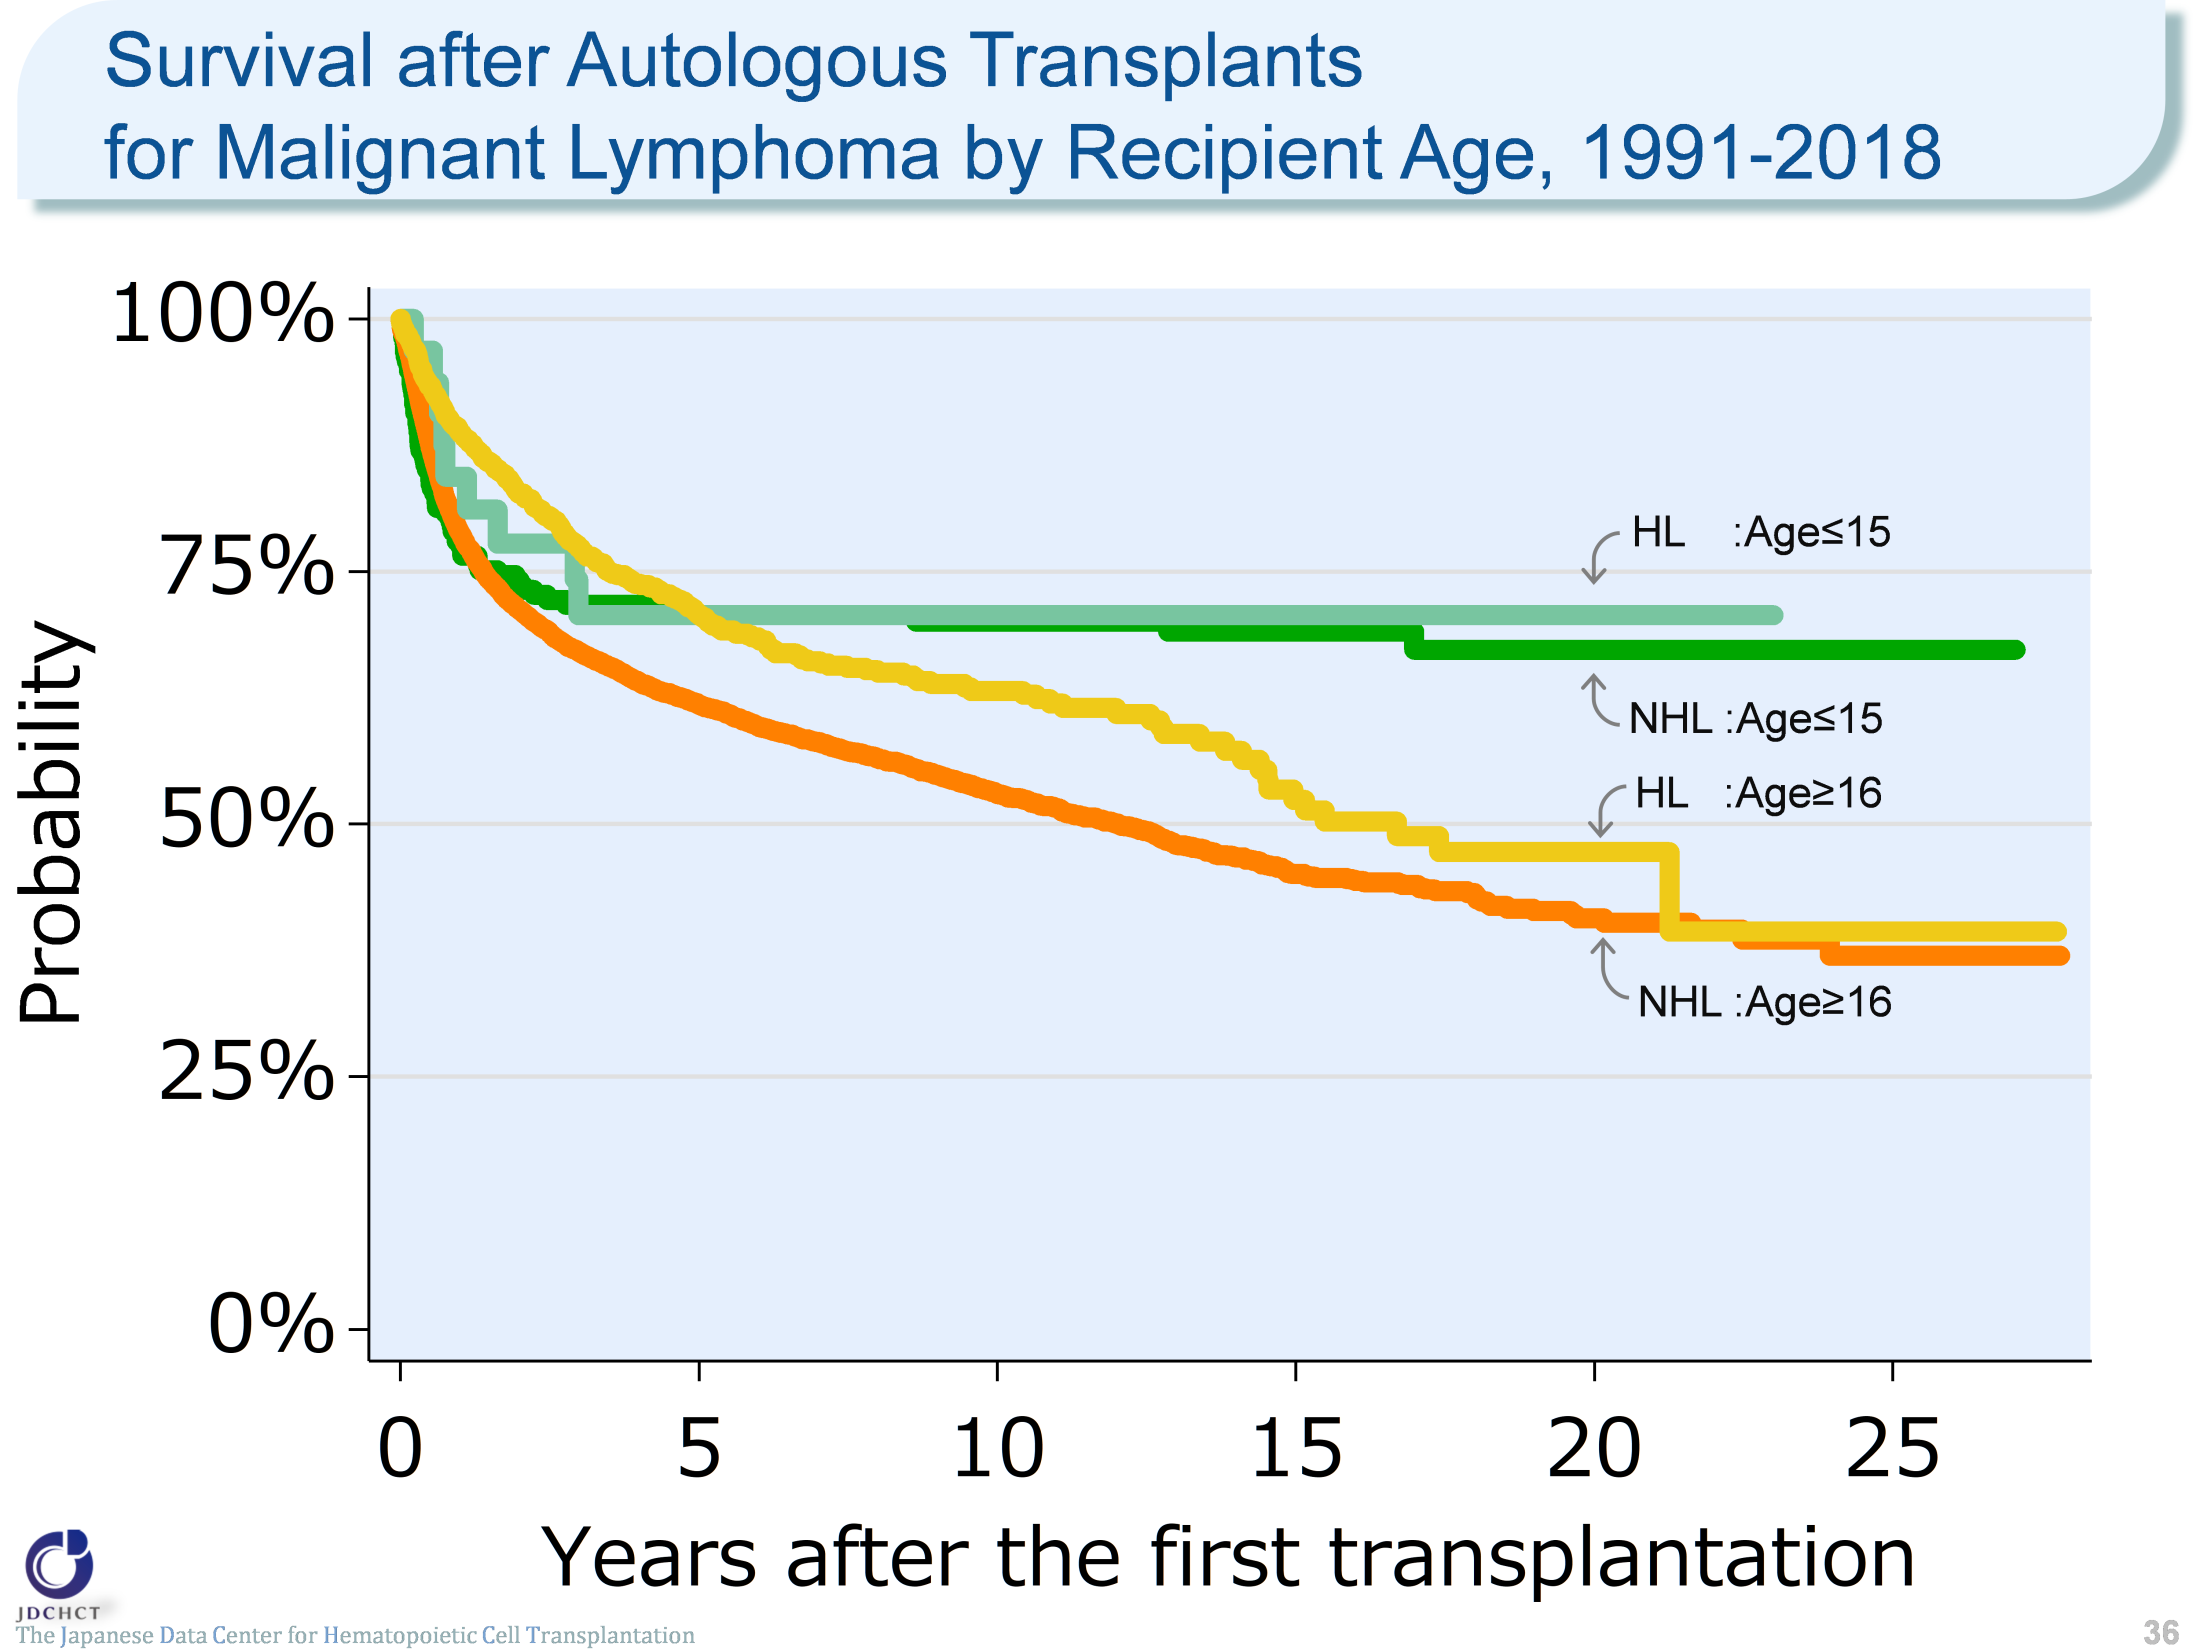 Survival after Autologous Transplants
for Malignant Lymphoma by Recipient Age, 1991-2018
100%
75%
50%
25%
0%
Probability
HL :Age≤15
NHL :Age≤15
HL :Age≥16
NHL :Age≥16
0 5 10 15 20 25
Years after the first transplantation
JDCHCT
The Japanese Data Center for Hematopoietic Cell Transplantation
36